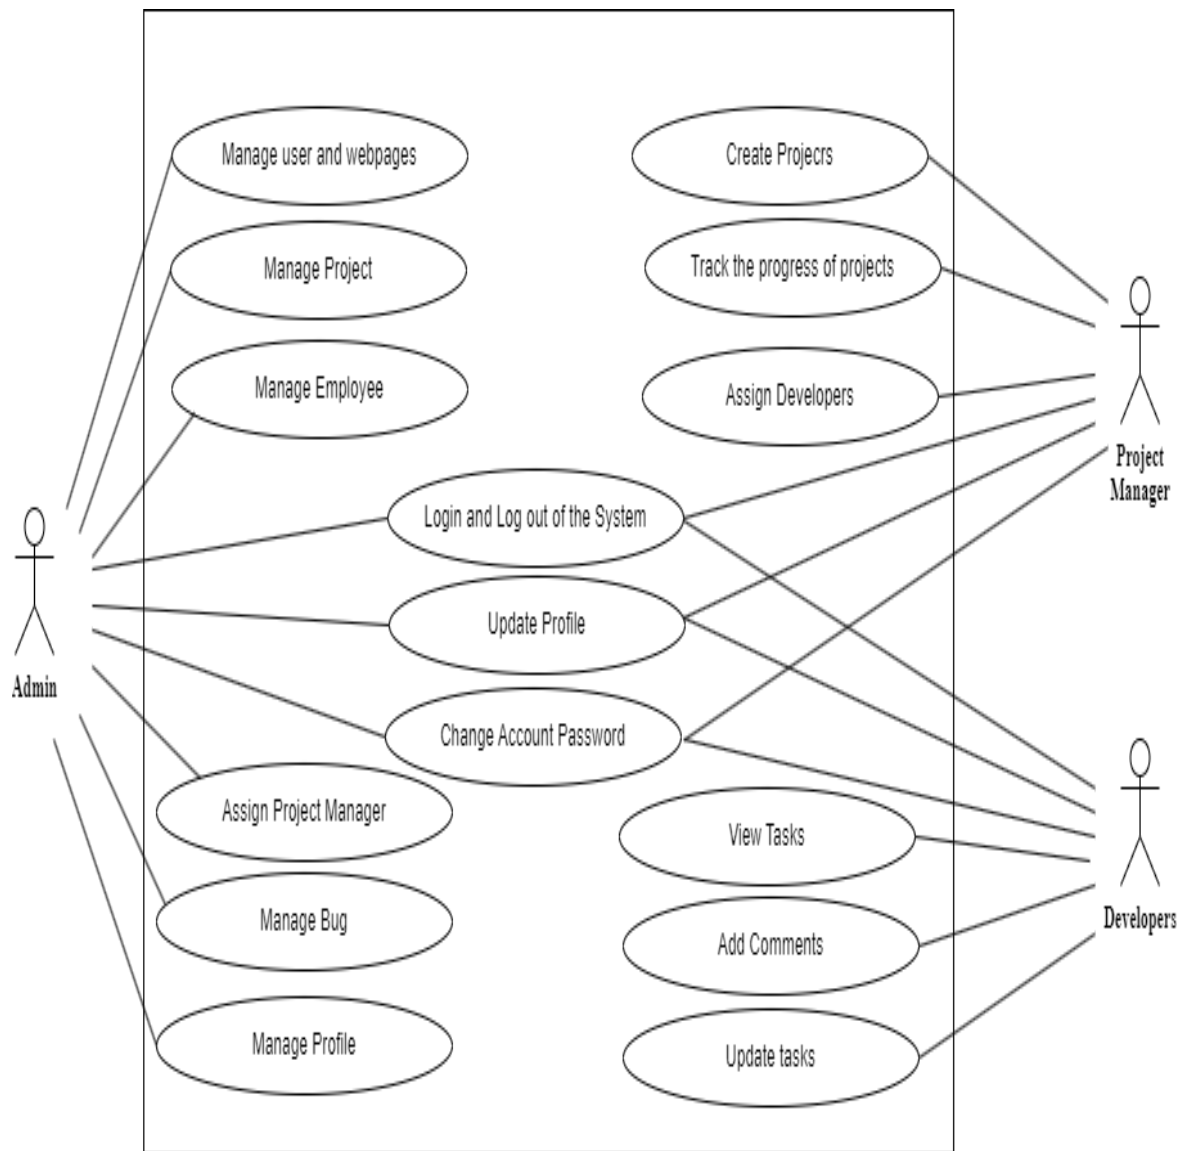 Manage user and webpages
Create Projecrs
Manage Project
Track the progress of projects
Manage Employee
Assign Developers
Project
Manager
Login and Log out of the System
Update Profile
Admin
Change Account Password
Assign Project Manager
View Tasks
Manage Bug
Developers
Add Comments
Manage Profile
Update tasks